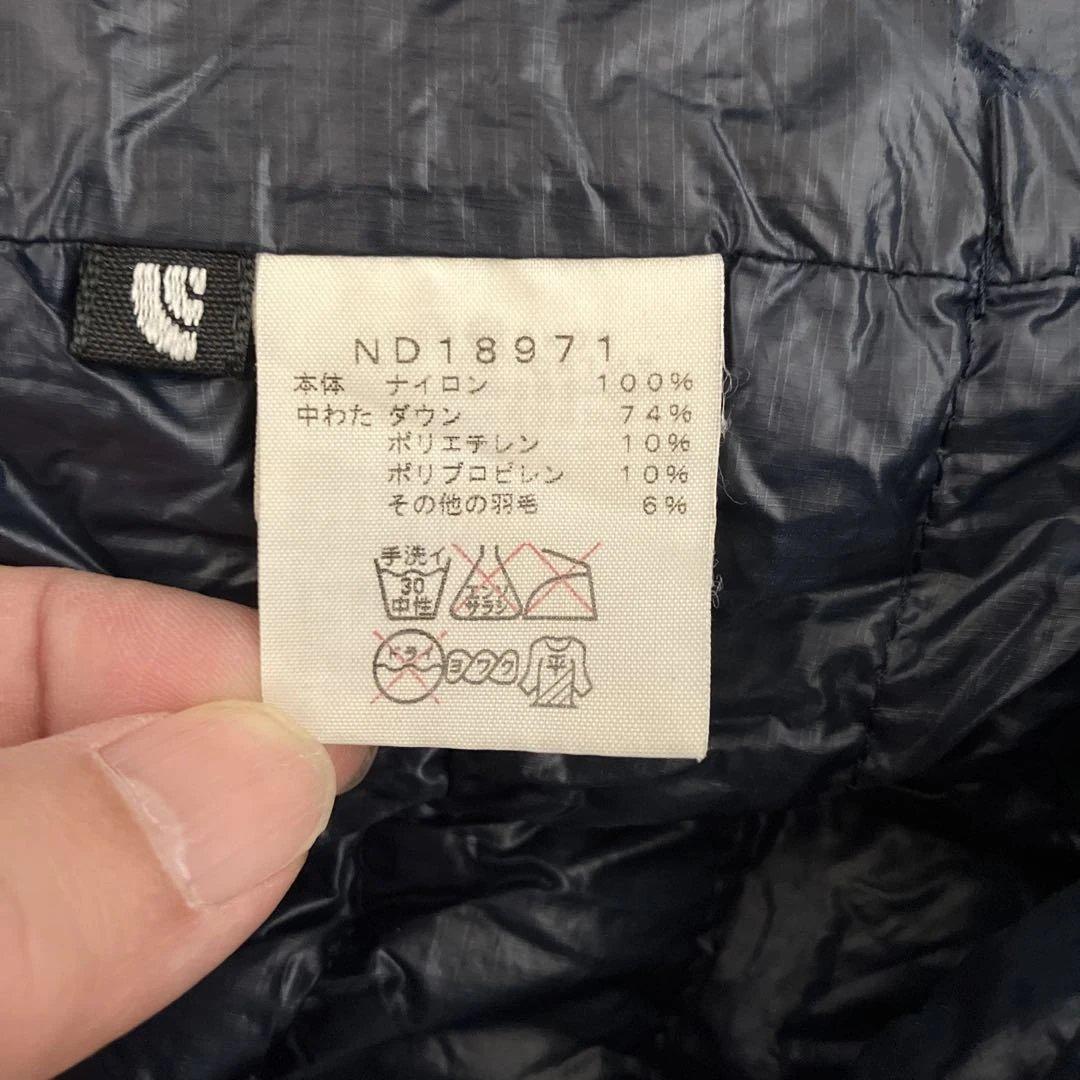 ND18971
本体 ナイロン 100%
中わた ダウン 74%
ポリエチレン 10%
ポリプロピレン 10%
その他の羽毛 6%
手洗イ
30
中性
エンソ
サラシ
ドライ
ヨワク
平